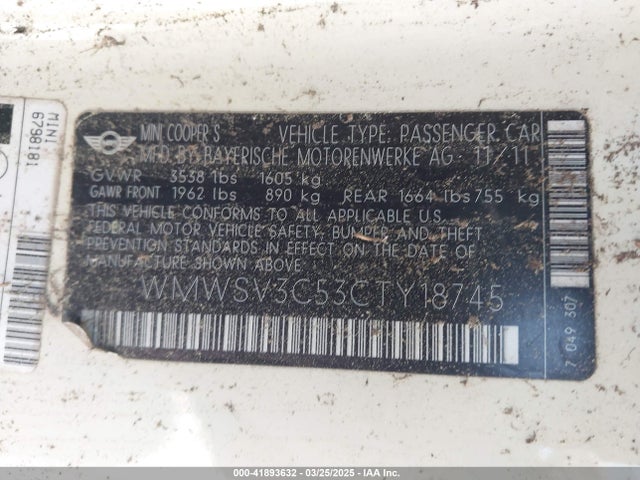 MINI COOPER S VEHICLE TYPE: PASSENGER CAR
MFD. BY BAYERISCHE MOTORENWERKE AG 11/11
GVWR 3538 lbs 1605 kg
GAWR FRONT 1962 lbs 890 kg REAR 1664 lbs 755 kg
THIS VEHICLE CONFORMS TO ALL APPLICABLE U.S.
FEDERAL MOTOR VEHICLE SAFETY, BUMPER AND THEFT
PREVENTION STANDARDS IN EFFECT ON THE DATE OF
MANUFACTURE SHOWN ABOVE.
WMWSV3C53CTY18745
7 049 307
MINI
6798181
000-41893632 - 03/25/2025 - IAA Inc.